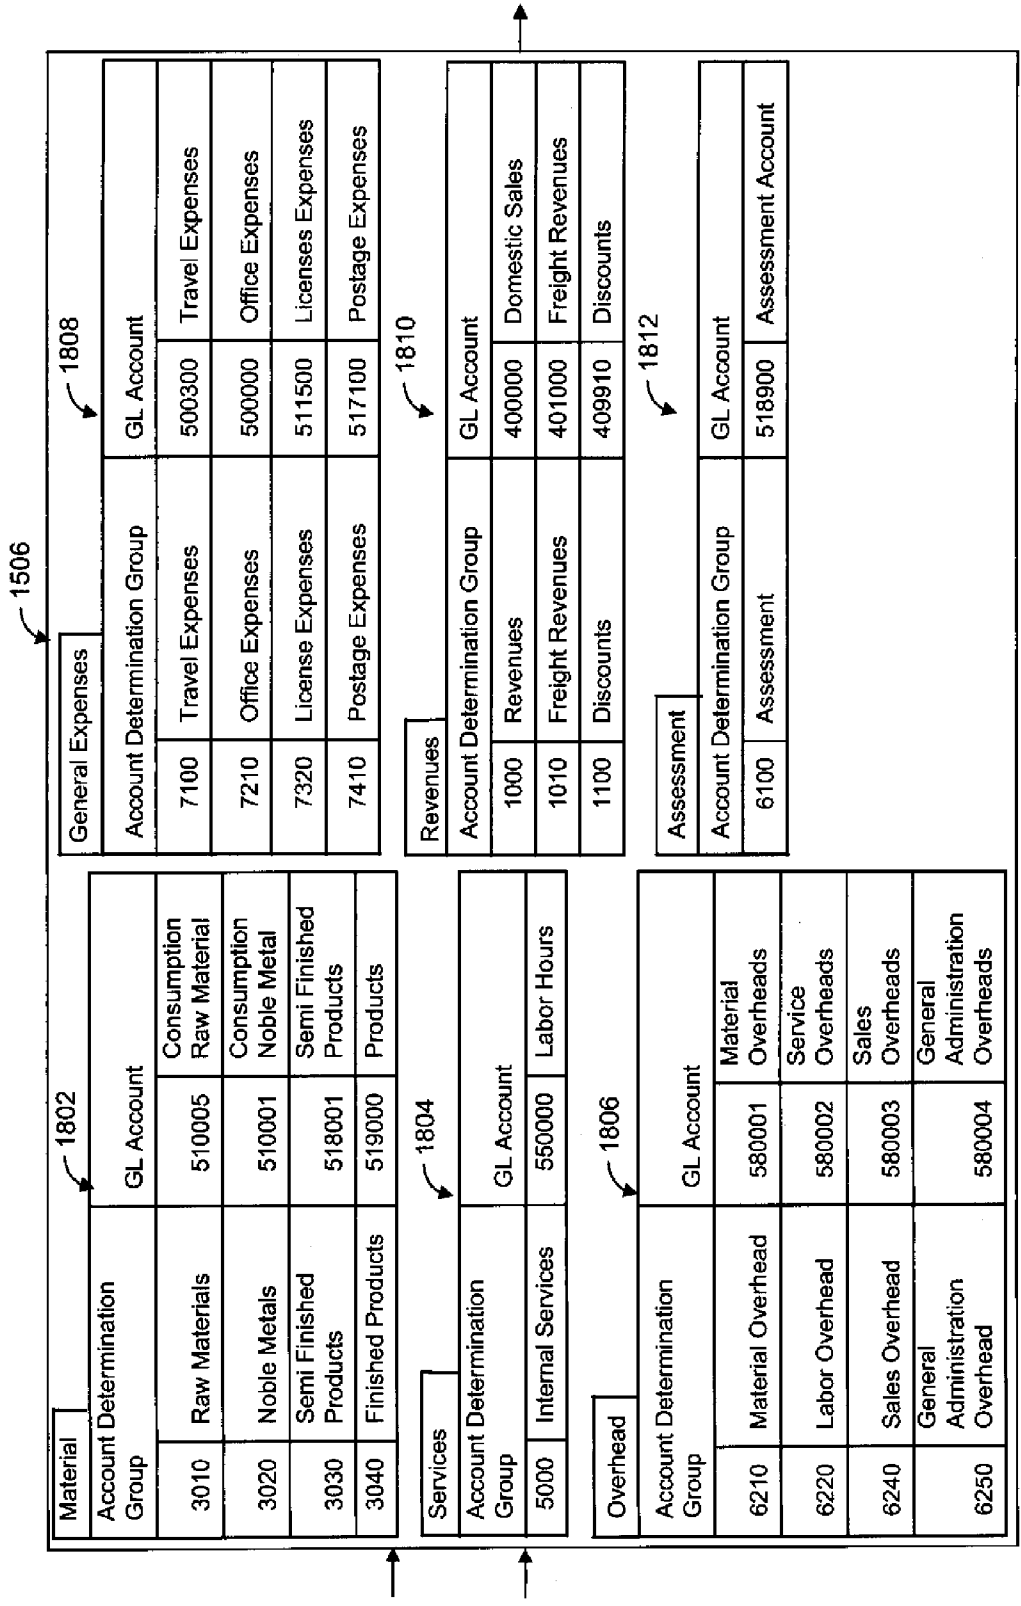 1506
Material
1802
Account Determination
Group
GL Account
3010 Raw Materials 510005 Consumption
Raw Material
3020 Noble Metals 510001 Consumption
Noble Metal
3030 Semi Finished
Products 518001 Semi Finished
Products
3040 Finished Products 519000 Products
Services
1804
Account Determination
Group
GL Account
5000 Internal Services 550000 Labor Hours
Overhead
1806
Account Determination
Group
GL Account
6210 Material Overhead 580001 Material
Overheads
6220 Labor Overhead 580002 Service
Overheads
6240 Sales Overhead 580003 Sales
Overheads
6250 General
Administration
Overhead 580004 General
Administration
Overheads
General Expenses
1808
Account Determination Group GL Account
7100 Travel Expenses 500300 Travel Expenses
7210 Office Expenses 500000 Office Expenses
7320 License Expenses 511500 Licenses Expenses
7410 Postage Expenses 517100 Postage Expenses
Revenues
1810
Account Determination Group GL Account
1000 Revenues 400000 Domestic Sales
1010 Freight Revenues 401000 Freight Revenues
1100 Discounts 409910 Discounts
Assessment
1812
Account Determination Group GL Account
6100 Assessment 518900 Assessment Account